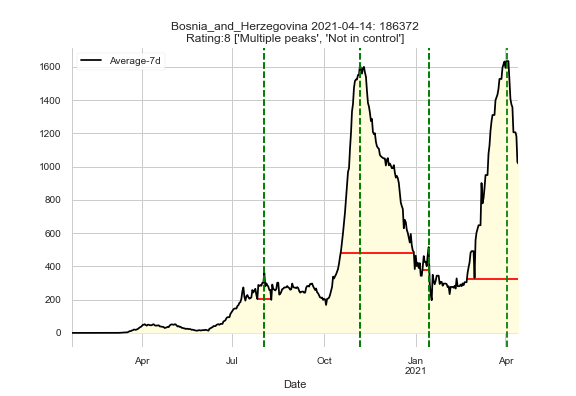 Bosnia_and_Herzegovina 2021-04-14: 186372
Rating:8 ['Multiple peaks', 'Not in control']
Average-7d
1600
1400
1200
1000
800
600
400
200
0
Apr Jul Oct Jan Apr
2021
Date